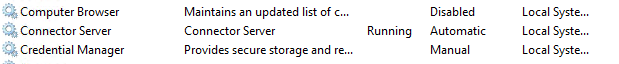 Computer Browser Maintains an updated list of c... Disabled Local Syste...
Connector Server Connector Server Running Automatic Local Syste...
Credential Manager Provides secure storage and re... Manual Local Syste...